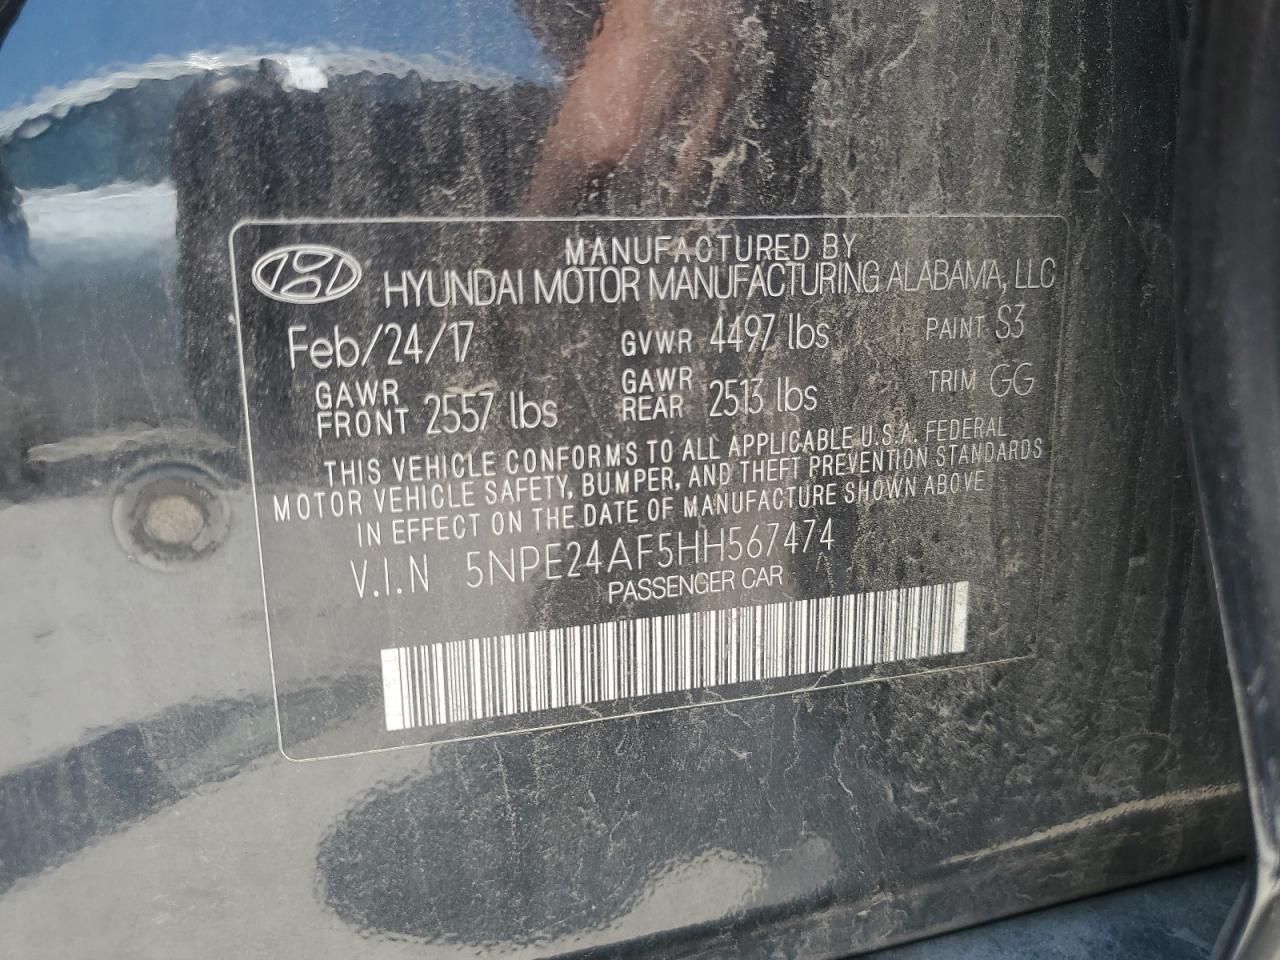 MANUFACTURED BY
HYUNDAI MOTOR MANUFACTURING ALABAMA, LLC
Feb/24/17 GVWR 4497 lbs PAINT S3
GAWR FRONT 2557 lbs GAWR REAR 2513 lbs TRIM GG
THIS VEHICLE CONFORMS TO ALL APPLICABLE U.S.A. FEDERAL
MOTOR VEHICLE SAFETY, BUMPER, AND THEFT PREVENTION STANDARDS
IN EFFECT ON THE DATE OF MANUFACTURE SHOWN ABOVE
V.I.N 5NPE24AF5HH567474
PASSENGER CAR